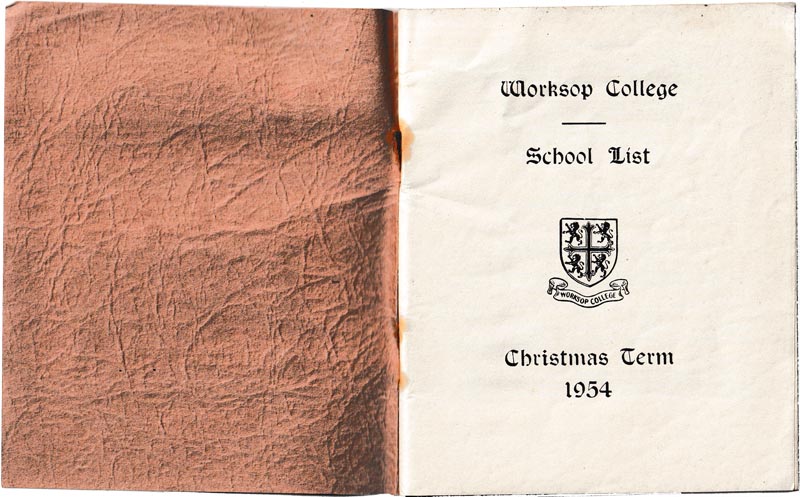 Worksop College
School List
WORKSOP COLLEGE
Christmas Term
1954